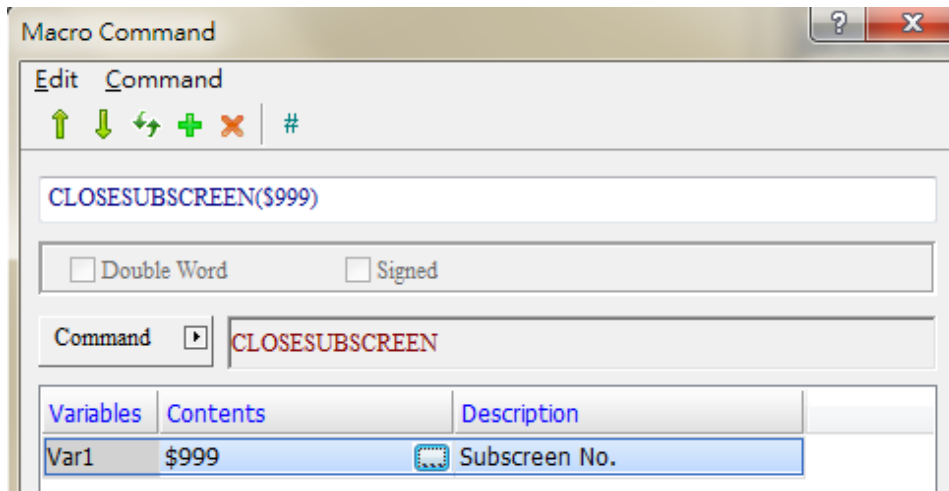 Macro Command
? X
Edit Command
#
CLOSESUBSCREEN($999)
Double Word Signed
Command CLOSESUBSCREEN
Variables Contents Description
Var1 $999 ... Subscreen No.